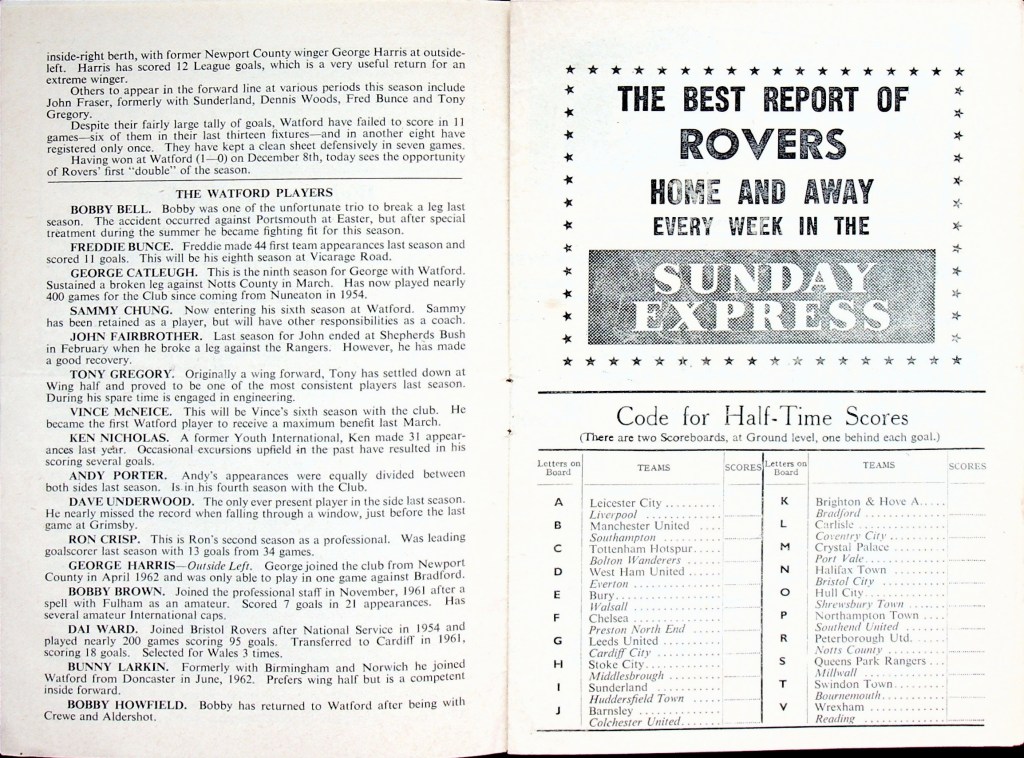 inside-right berth, with former Newport County winger George Harris at outside-
left. Harris has scored 12 League goals, which is a very useful return for an
extreme winger.
Others to appear in the forward line at various periods this season include
John Fraser, formerly with Sunderland, Dennis Woods, Fred Bunce and Tony
Gregory.
Despite their fairly large tally of goals, Watford have failed to score in 11
games—six of them in their last thirteen fixtures—and in another eight have
registered only once. They have kept a clean sheet defensively in seven games.
Having won at Watford (1—0) on December 8th, today sees the opportunity
of Rovers' first "double" of the season.
THE WATFORD PLAYERS
BOBBY BELL. Bobby was one of the unfortunate trio to break a leg last
season. The accident occurred against Portsmouth at Easter, but after special
treatment during the summer he became fighting fit for this season.
FREDDIE BUNCE. Freddie made 44 first team appearances last season and
scored 11 goals. This will be his eighth season at Vicarage Road.
GEORGE CATLEUGH. This is the ninth season for George with Watford.
Sustained a broken leg against Notts County in March. Has now played nearly
400 games for the Club since coming from Nuneaton in 1954.
SAMMY CHUNG. Now entering his sixth season at Watford. Sammy
has been retained as a player, but will have other responsibilities as a coach.
JOHN FAIRBROTHER. Last season for John ended at Shepherds Bush
in February when he broke a leg against the Rangers. However, he has made
a good recovery.
TONY GREGORY. Originally a wing forward, Tony has settled down at
Wing half and proved to be one of the most consistent players last season.
During his spare time is engaged in engineering.
VINCE McNEICE. This will be Vince's sixth season with the club. He
became the first Watford player to receive a maximum benefit last March.
KEN NICHOLAS. A former Youth International, Ken made 31 appear-
ances last year. Occasional excursions upfield in the past have resulted in his
scoring several goals.
ANDY PORTER. Andy's appearances were equally divided between
both sides last season. Is in his fourth season with the Club.
DAVE UNDERWOOD. The only ever present player in the side last season.
He nearly missed the record when falling through a window, just before the last
game at Grimsby.
RON CRISP. This is Ron's second season as a professional. Was leading
goalscorer last season with 13 goals from 34 games.
GEORGE HARRIS—Outside Left. George joined the club from Newport
County in April 1962 and was only able to play in one game against Bradford.
BOBBY BROWN. Joined the professional staff in November, 1961 after a
spell with Fulham as an amateur. Scored 7 goals in 21 appearances. Has
several amateur International caps.
DAI WARD. Joined Bristol Rovers after National Service in 1954 and
played nearly 200 games scoring 95 goals. Transferred to Cardiff in 1961,
scoring 18 goals. Selected for Wales 3 times.
BUNNY LARKIN. Formerly with Birmingham and Norwich he joined
Watford from Doncaster in June, 1962. Prefers wing half but is a competent
inside forward.
BOBBY HOWFIELD. Bobby has returned to Watford after being with
Crewe and Aldershot.
THE BEST REPORT OF
ROVERS
HOME AND AWAY
EVERY WEEK IN THE
SUNDAY
EXPRESS
Code for Half-Time Scores
(There are two Scoreboards, at Ground level, one behind each goal.)
Letters on Board TEAMS SCORES Letters on Board TEAMS SCORES
A Leicester City ..........
Liverpool ..........
B Manchester United ....
Southampton ..........
C Tottenham Hotspur.....
Bolton Wanderers ..........
D West Ham United ......
Everton ..........
E Bury..........
Walsall ..........
F Chelsea ..........
Preston North End ......
G Leeds United ..........
Cardiff City ..........
H Stoke City..........
Middlesbrough ..........
I Sunderland ..........
Huddersfield Town ......
J Barnsley ..........
Colchester United.....
K Brighton & Hove A.....
Bradford ..........
L Carlisle ..........
Coventry City ..........
M Crystal Palace ..........
Port Vale ..........
N Halifax Town ..........
Bristol City ..........
O Hull City ..........
Shrewsbury Town ......
P Northampton Town ....
Southend United ......
R Peterborough Utd. ....
Notts County ..........
S Queens Park Rangers ...
Millwall ..........
T Swindon Town..........
Bournemouth..........
V Wrexham ..........
Reading ..........